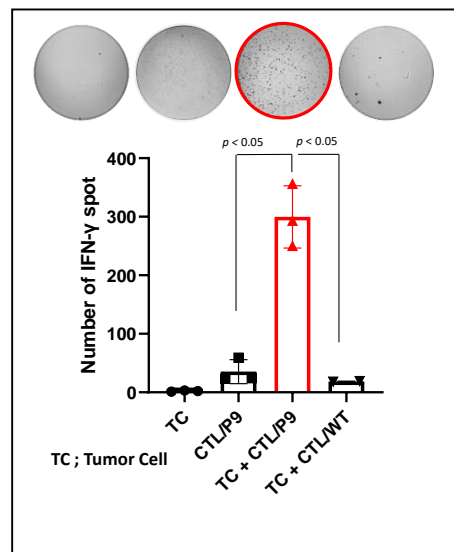 p < 0.05
p < 0.05
400
300
200
100
0
Number of IFN-γ spot
TC
CTL/P9
TC + CTL/P9
TC + CTL/WT
TC ; Tumor Cell